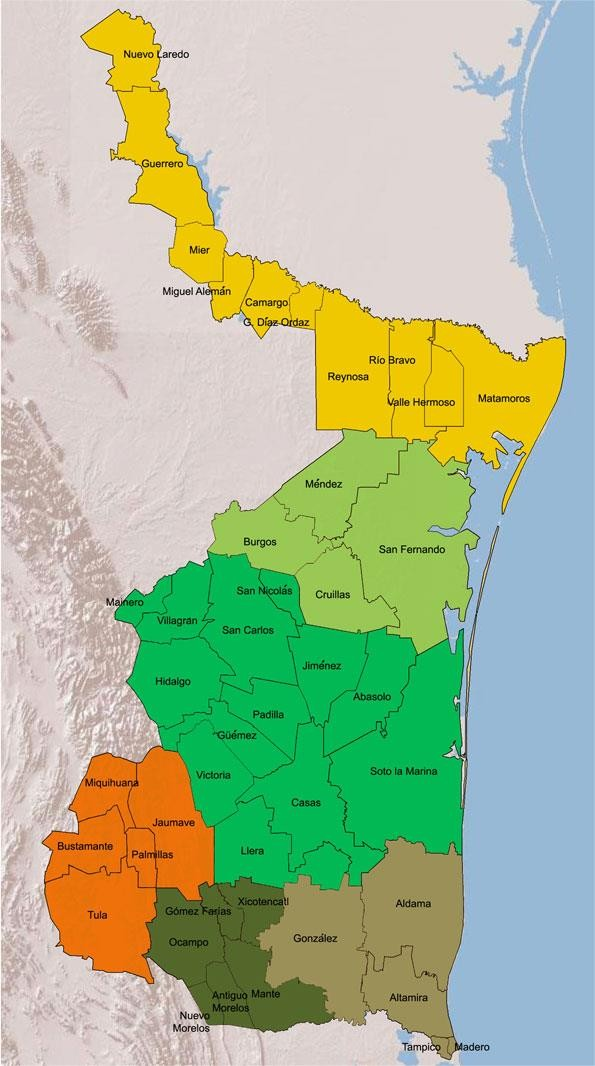 Nuevo Laredo
Guerrero
Mier
Miguel Alemán
Camargo
G. Díaz Ordaz
Río Bravo
Reynosa
Valle Hermoso
Matamoros
Méndez
Burgos
San Fernando
Cruillas
San Nicolás
Mainero
Villagrán
San Carlos
Jiménez
Hidalgo
Abasolo
Padilla
Güémez
Victoria
Soto la Marina
Casas
Llera
Miquihuana
Jaumave
Bustamante
Palmillas
Tula
Xicotencatl
Gómez Farías
Ocampo
González
Aldama
Antiguo
Morelos
Mante
Nuevo
Morelos
Altamira
Tampico
Madero